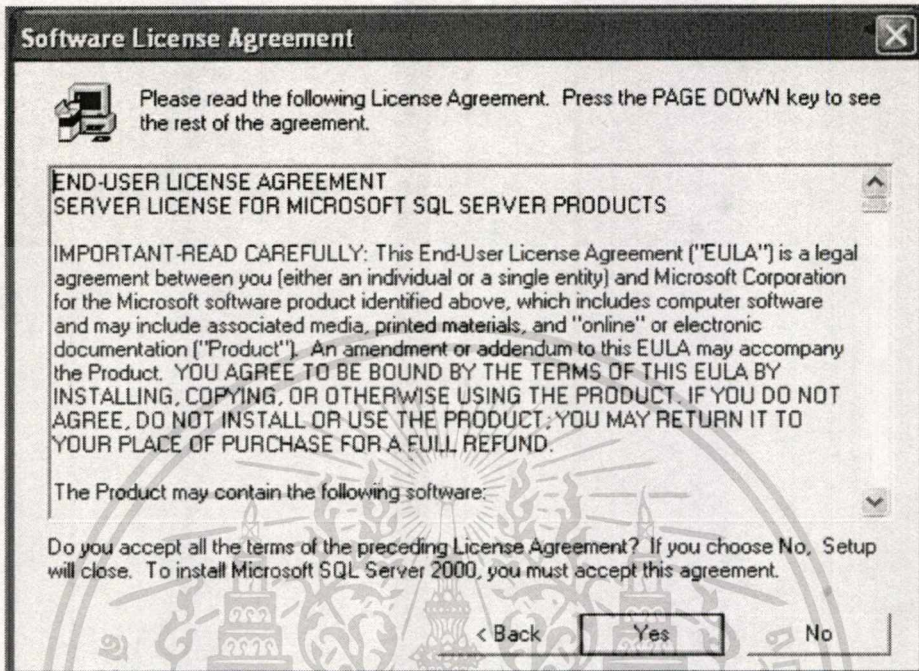 Software License Agreement
Please read the following License Agreement. Press the PAGE DOWN key to see
the rest of the agreement.
END-USER LICENSE AGREEMENT
SERVER LICENSE FOR MICROSOFT SQL SERVER PRODUCTS
IMPORTANT-READ CAREFULLY: This End-User License Agreement ("EULA") is a legal
agreement between you (either an individual or a single entity) and Microsoft Corporation
for the Microsoft software product identified above, which includes computer software
and may include associated media, printed materials, and "online" or electronic
documentation ("Product"). An amendment or addendum to this EULA may accompany
the Product. YOU AGREE TO BE BOUND BY THE TERMS OF THIS EULA BY
INSTALLING, COPYING, OR OTHERWISE USING THE PRODUCT. IF YOU DO NOT
AGREE, DO NOT INSTALL OR USE THE PRODUCT; YOU MAY RETURN IT TO
YOUR PLACE OF PURCHASE FOR A FULL REFUND.
The Product may contain the following software:
Do you accept all the terms of the preceding License Agreement? If you choose No, Setup
will close. To install Microsoft SQL Server 2000, you must accept this agreement.
< Back Yes No